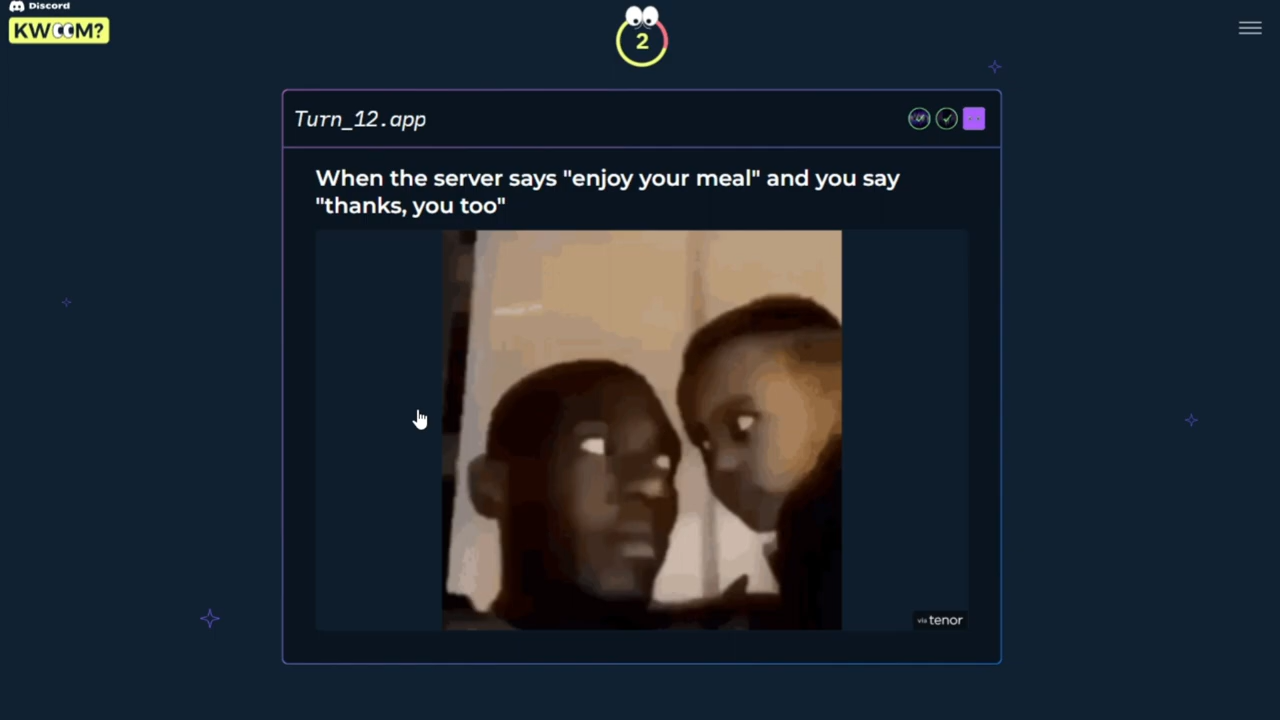 Discord
KWOOM?
2
Turn_12.app
When the server says "enjoy your meal" and you say
"thanks, you too"
via tenor